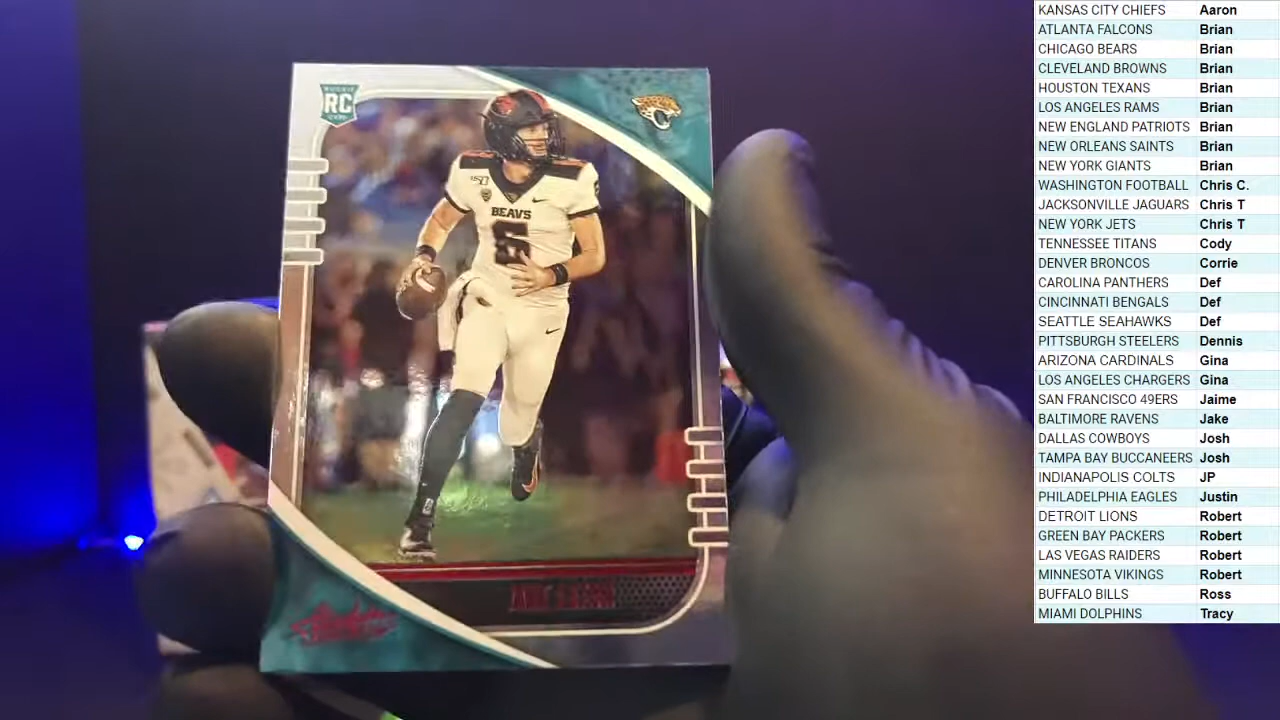 ROOKIE
RC
CARD
150
BEAVS
6
Absolute
KANSAS CITY CHIEFS Aaron
ATLANTA FALCONS Brian
CHICAGO BEARS Brian
CLEVELAND BROWNS Brian
HOUSTON TEXANS Brian
LOS ANGELES RAMS Brian
NEW ENGLAND PATRIOTS Brian
NEW ORLEANS SAINTS Brian
NEW YORK GIANTS Brian
WASHINGTON FOOTBALL Chris C.
JACKSONVILLE JAGUARS Chris T
NEW YORK JETS Chris T
TENNESSEE TITANS Cody
DENVER BRONCOS Corrie
CAROLINA PANTHERS Def
CINCINNATI BENGALS Def
SEATTLE SEAHAWKS Def
PITTSBURGH STEELERS Dennis
ARIZONA CARDINALS Gina
LOS ANGELES CHARGERS Gina
SAN FRANCISCO 49ERS Jaime
BALTIMORE RAVENS Jake
DALLAS COWBOYS Josh
TAMPA BAY BUCCANEERS Josh
INDIANAPOLIS COLTS JP
PHILADELPHIA EAGLES Justin
DETROIT LIONS Robert
GREEN BAY PACKERS Robert
LAS VEGAS RAIDERS Robert
MINNESOTA VIKINGS Robert
BUFFALO BILLS Ross
MIAMI DOLPHINS Tracy